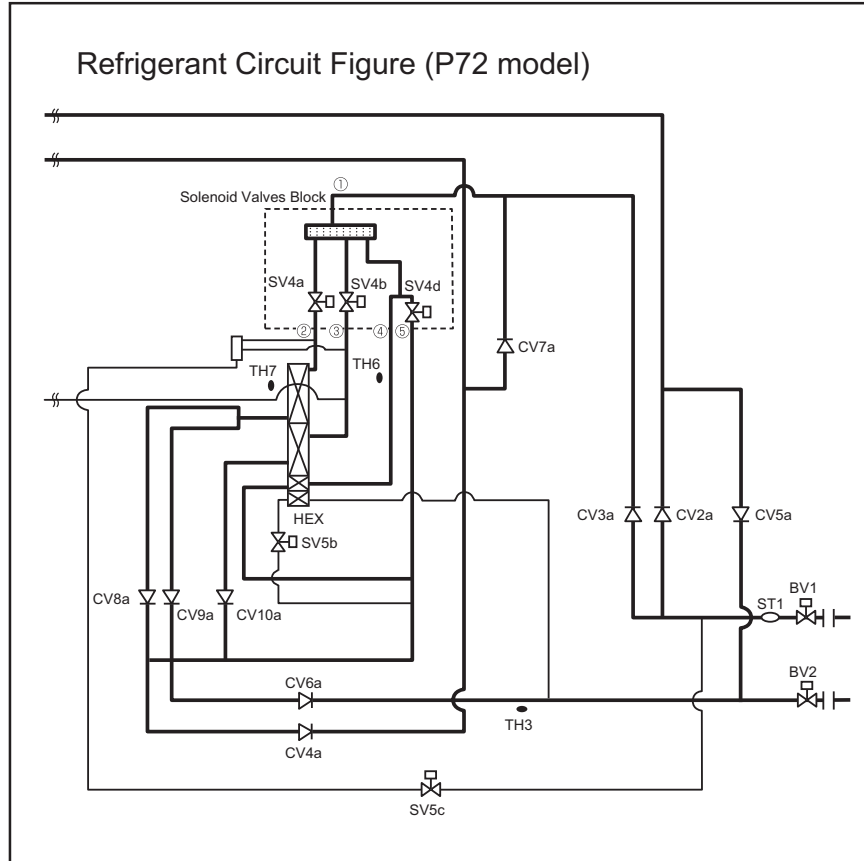 Refrigerant Circuit Figure (P72 model)
①
Solenoid Valves Block
SV4a
SV4b
SV4d
②
③
④
⑤
CV7a
TH7
TH6
HEX
CV3a
CV2a
CV5a
SV5b
BV1
ST1
CV8a
CV9a
CV10a
CV6a
BV2
TH3
CV4a
SV5c